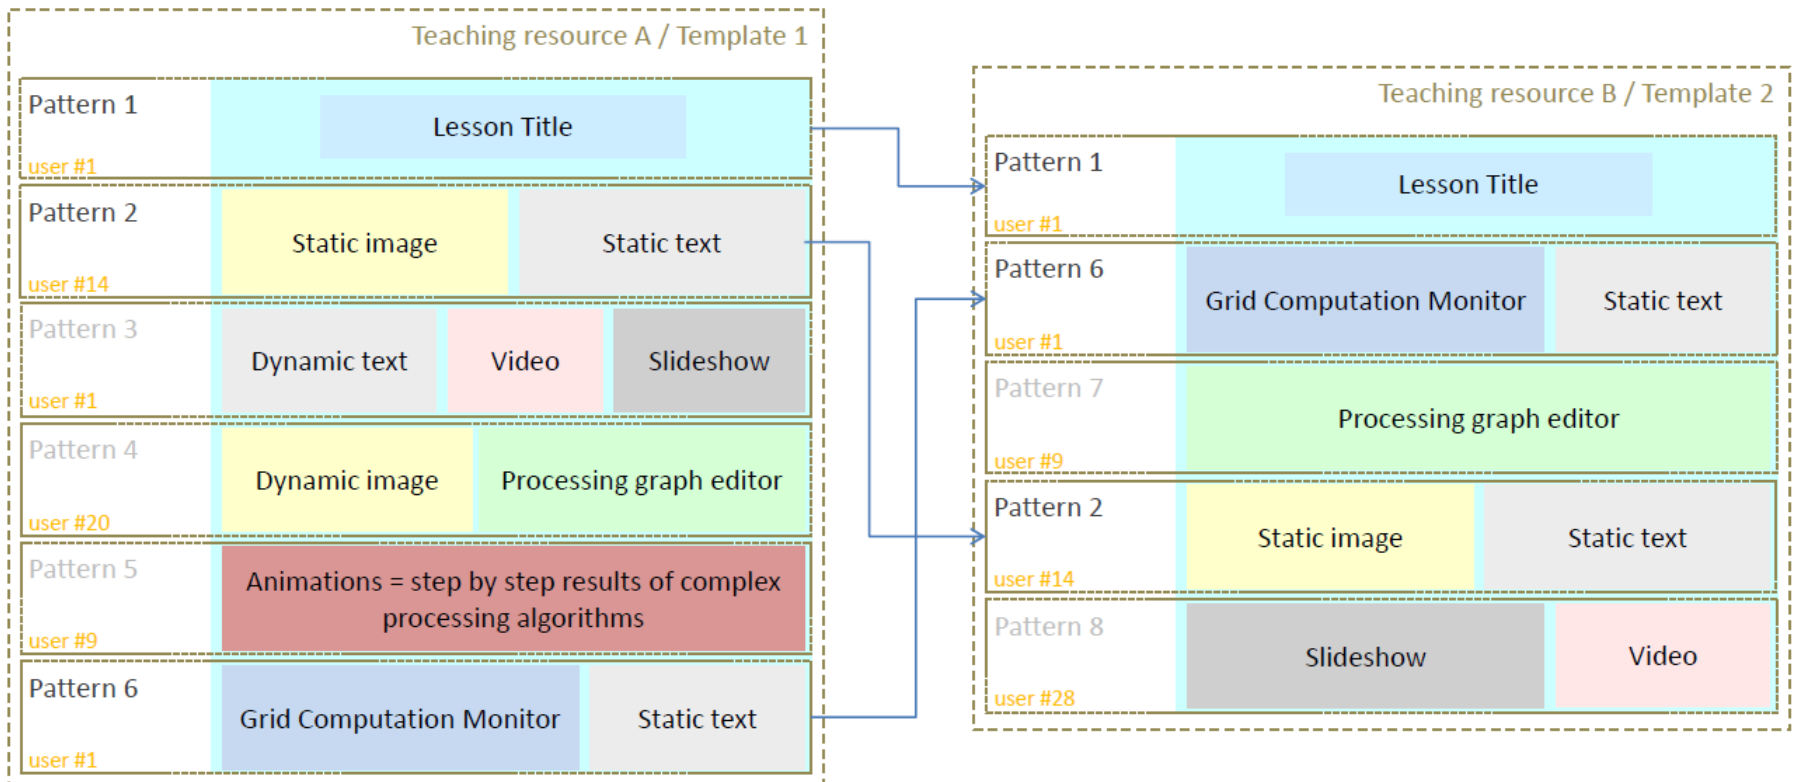 Teaching resource A / Template 1
Pattern 1
Lesson Title
user #1
Pattern 2
Static image
Static text
user #14
Pattern 3
Dynamic text
Video
Slideshow
user #1
Pattern 4
Dynamic image
Processing graph editor
user #20
Pattern 5
Animations = step by step results of complex
processing algorithms
user #9
Pattern 6
Grid Computation Monitor
Static text
user #1
Teaching resource B / Template 2
Pattern 1
Lesson Title
user #1
Pattern 6
Grid Computation Monitor
Static text
user #1
Pattern 7
Processing graph editor
user #9
Pattern 2
Static image
Static text
user #14
Pattern 8
Slideshow
Video
user #28